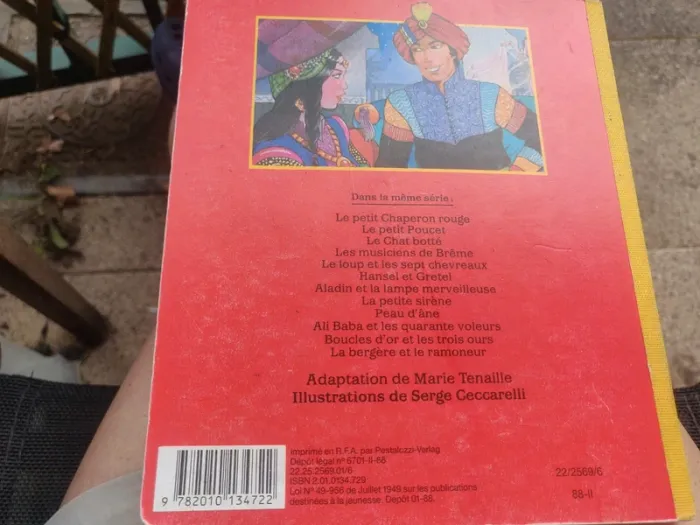 Dans la même série :
Le petit Chaperon rouge
Le petit Poucet
Le Chat botté
Les musiciens de Brême
Le loup et les sept chevreaux
Hansel et Gretel
Aladin et la lampe merveilleuse
La petite sirène
Peau d'âne
Ali Baba et les quarante voleurs
Boucles d'or et les trois ours
La bergère et le ramoneur
Adaptation de Marie Tenaille
Illustrations de Serge Ceccarelli
Imprimé en R.F.A. par Pestalozzi-Verlag
Dépôt légal n° 6701-II-88
22.25.2569.01/6
ISBN 2.01.013472.9
Loi N° 49-956 de Juillet 1949 sur les publications
destinées à la jeunesse. Dépôt 01-88.
9 782010 134722
22/2569/6
88-II